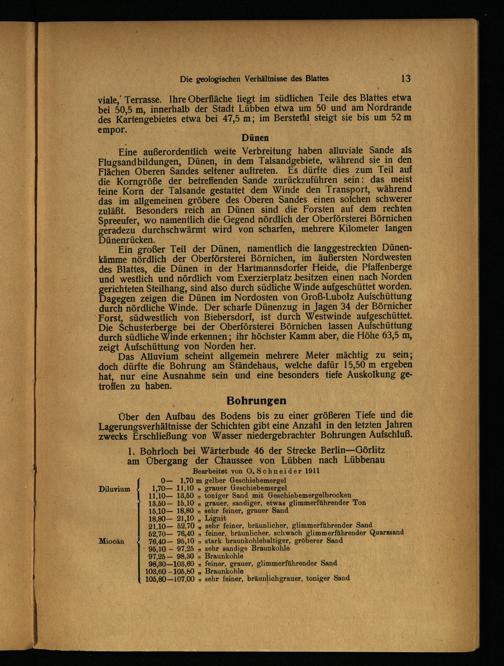 Die geologischen Verhältnisse des Blattes 13
viale, Terrasse. Ihre Oberfläche liegt im südlichen Teile des Blattes etwa
bei 50,5 m, innerhalb der Stadt Lübben etwa um 50 und am Nordrande
des Kartengebietes etwa bei 47,5 m; im Berstethl steigt sie bis um 52 m
empor.
Dünen
Eine außerordentlich weite Verbreitung haben alluviale Sande als
Flugsandbildungen, Dünen, in dem Talsandgebiete, während sie in den
Flächen Oberen Sandes seltener auftreten. Es dürfte dies zum Teil auf
die Korngröße der betreffenden Sande zurückzuführen sein: das meist
feine Korn der Talsande gestattet dem Winde den Transport, während
das im allgemeinen gröbere des Oberen Sandes einen solchen schwerer
zuläßt. Besonders reich an Dünen sind die Forsten auf dem rechten
Spreeufer, wo namentlich die Gegend nördlich der Oberförsterei Börnichen
geradezu durchschwärmt wird von scharfen, mehrere Kilometer langen
Dünenrücken.
Ein großer Teil der Dünen, namentlich die langgestreckten Dünen-
kämme nördlich der Oberförsterei Börnichen, im äußersten Nordwesten
des Blattes, die Dünen in der Hartmannsdorfer Heide, die Pfaffenberge
und westlich und nördlich vom Exerzierplatz besitzen einen nach Norden
gerichteten Steilhang, sind also durch südliche Winde aufgeschüttet worden.
Dagegen zeigen die Dünen im Nordosten von Groß-Lubolz Aufschüttung
durch nördliche Winde. Der scharfe Dünenzug in Jagen 34 der Börnicher
Forst, südwestlich von Biebersdorf, ist durch Westwinde aufgeschüttet.
Die Schusterberge bei der Oberförsterei Börnichen lassen Aufschüttung
durch südliche Winde erkennen; ihr höchster Kamm aber, die Höhe 63,5 m,
zeigt Aufschüttung von Norden her.
Das Alluvium scheint allgemein mehrere Meter mächtig zu sein;
doch dürfte die Bohrung am Ständehaus, welche dafür 15,50 m ergeben
hat, nur eine Ausnahme sein und eine besonders tiefe Auskolkung ge-
troffen zu haben.
Bohrungen
Über den Aufbau des Bodens bis zu einer größeren Tiefe und die
Lagerungsverhältnisse der Schichten gibt eine Anzahl in den letzten Jahren
zwecks Erschließung von Wasser niedergebrachter Bohrungen Aufschluß.
1. Bohrloch bei Wärterbude 46 der Strecke Berlin—Görlitz
am Übergang der Chaussee von Lübben nach Lübbenau
Bearbeitet von O. Schneider 1911
0— 1,70 m gelber Geschiebemergel
Diluvium 1,70— 11,10 „ grauer Geschiebemergel
11,10— 13,50 „ toniger Sand mit Geschiebemergelbrocken
13,50— 15,10 „ grauer, sandiger, etwas glimmerführender Ton
15,10— 18,80 „ sehr feiner, grauer Sand
18,80— 21,10 „ Lignit
21,10— 52,70 „ sehr feiner, bräunlicher, glimmerführender Sand
52,70— 76,40 „ feiner, bräunlicher, schwach glimmerführender Quarzsand
Miocän 76,40— 95,10 „ stark braunkohlehaltiger, gröberer Sand
95,10— 97,25 „ sehr sandige Braunkohle
97,25— 98,30 „ Braunkohle
98,30—103,60 „ feiner, grauer, glimmerführender Sand
103,60—105,80 „ Braunkohle
105,80—107,00 „ sehr feiner, bräunlichgrauer, toniger Sand